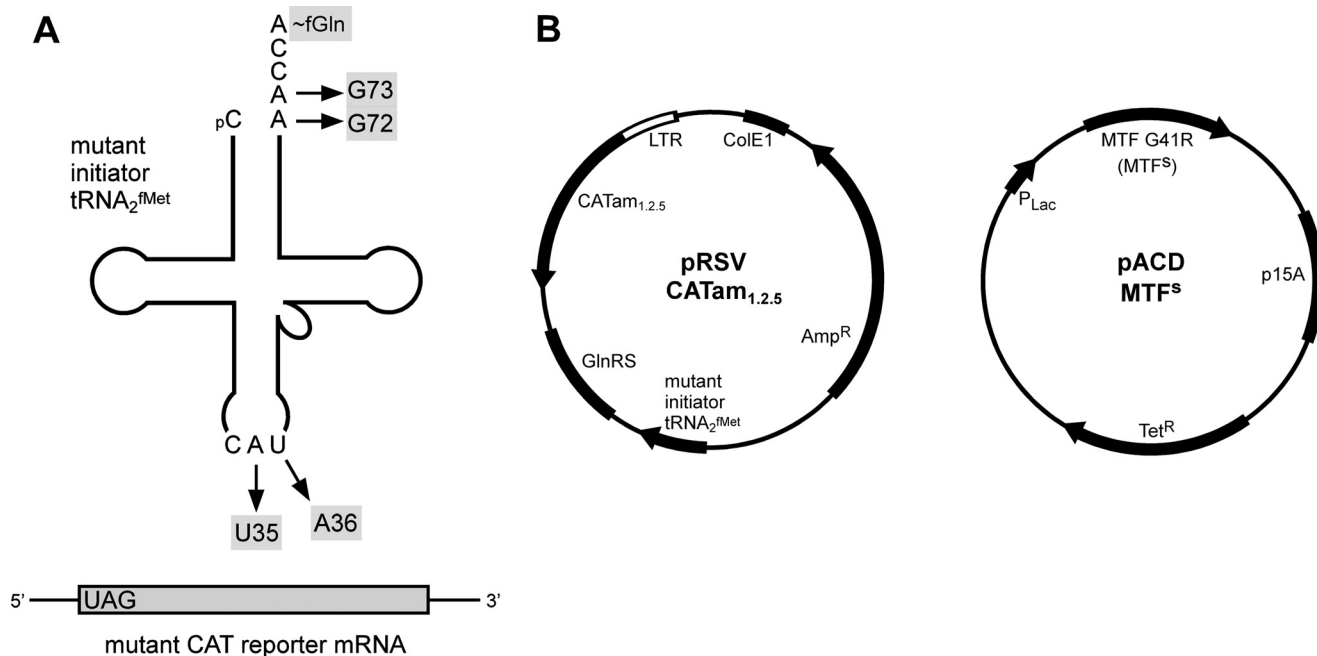 A
A~fGln
C
C
A
G73
pC
A
G72
mutant
initiator
tRNA2fMet
C A U
U35
A36
5’
UAG
3’
mutant CAT reporter mRNA
B
LTR
ColE1
CATam1.2.5
pRSV
CATam1.2.5
AmpR
GlnRS
mutant
initiator
tRNA2fMet
MTF G41R
(MTFS)
PLac
pACD
MTFS
p15A
TetR